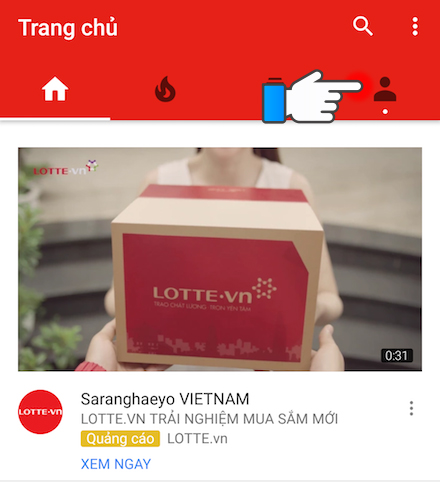 Trang chủ
LOTTE.vn
LOTTE.vn
TRAO CHẤT LƯỢNG, TRỌN YÊN TÂM
0:31
Saranghaeyo VIETNAM
LOTTE.VN TRẢI NGHIỆM MUA SẮM MỚI
LOTTE.vn
Quảng cáo LOTTE.vn
XEM NGAY